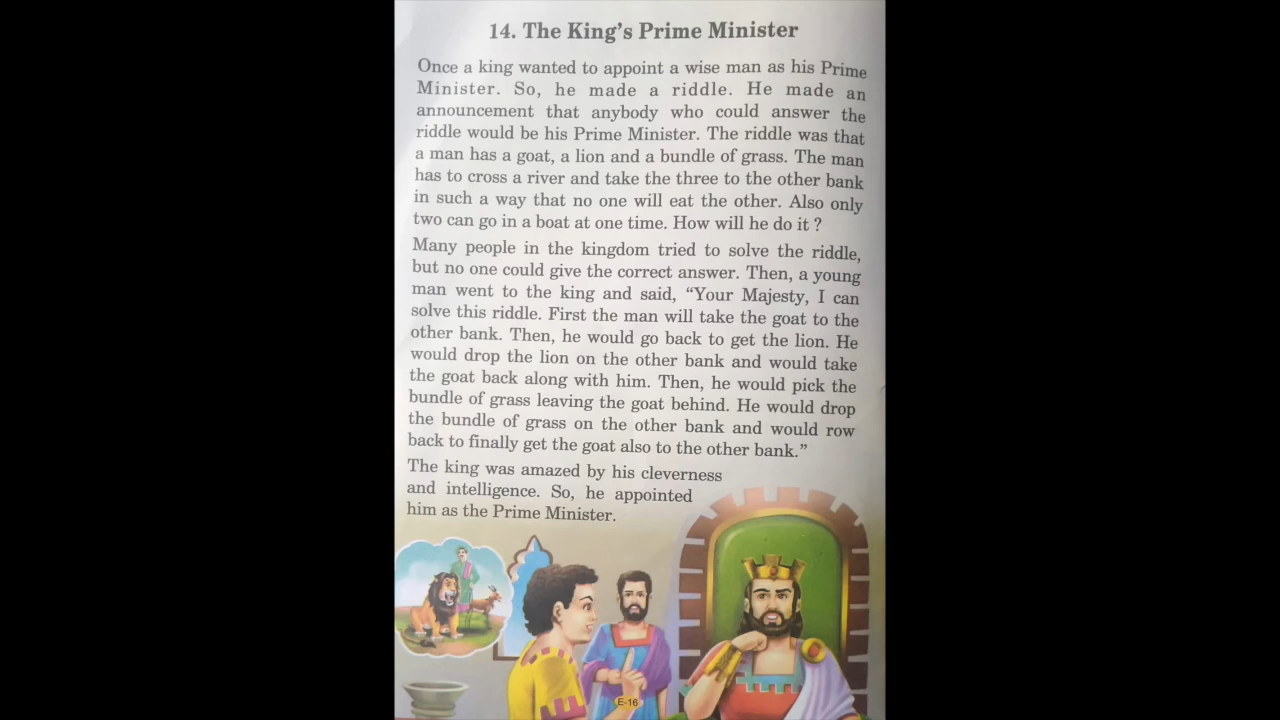 14. The King's Prime Minister
Once a king wanted to appoint a wise man as his Prime
Minister. So, he made a riddle. He made an
announcement that anybody who could answer the
riddle would be his Prime Minister. The riddle was that
a man has a goat, a lion and a bundle of grass. The man
has to cross a river and take the three to the other bank
in such a way that no one will eat the other. Also only
two can go in a boat at one time. How will he do it ?
Many people in the kingdom tried to solve the riddle,
but no one could give the correct answer. Then, a young
man went to the king and said, “Your Majesty, I can
solve this riddle. First the man will take the goat to the
other bank. Then, he would go back to get the lion. He
would drop the lion on the other bank and would take
the goat back along with him. Then, he would pick the
bundle of grass leaving the goat behind. He would drop
the bundle of grass on the other bank and would row
back to finally get the goat also to the other bank.”
The king was amazed by his cleverness
and intelligence. So, he appointed
him as the Prime Minister.
E-16